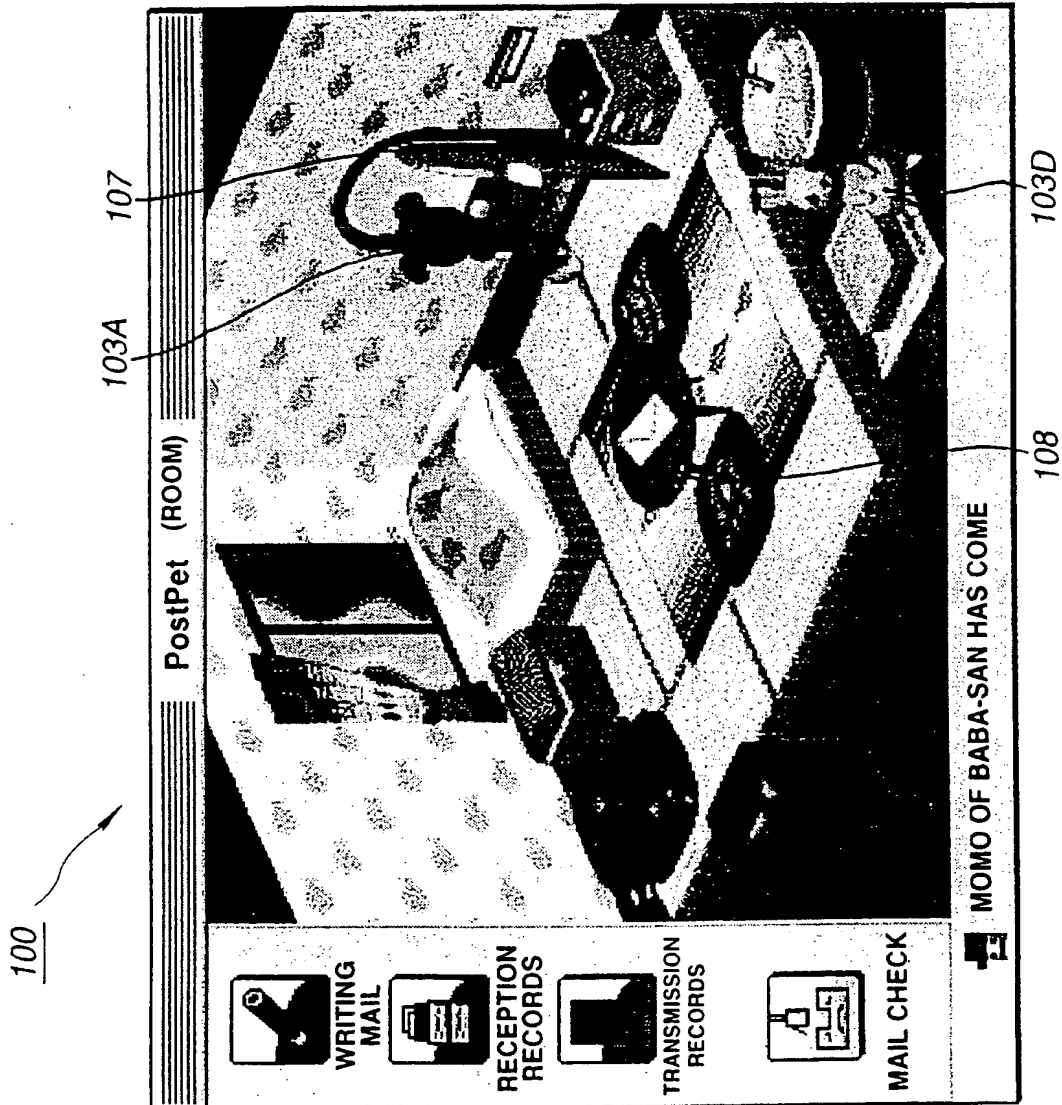 100
PostPet (ROOM)
103A
107
WRITING
MAIL
RECEPTION
RECORDS
TRANSMISSION
RECORDS
MAIL CHECK
MOMO OF BABA-SAN HAS COME
108
103D